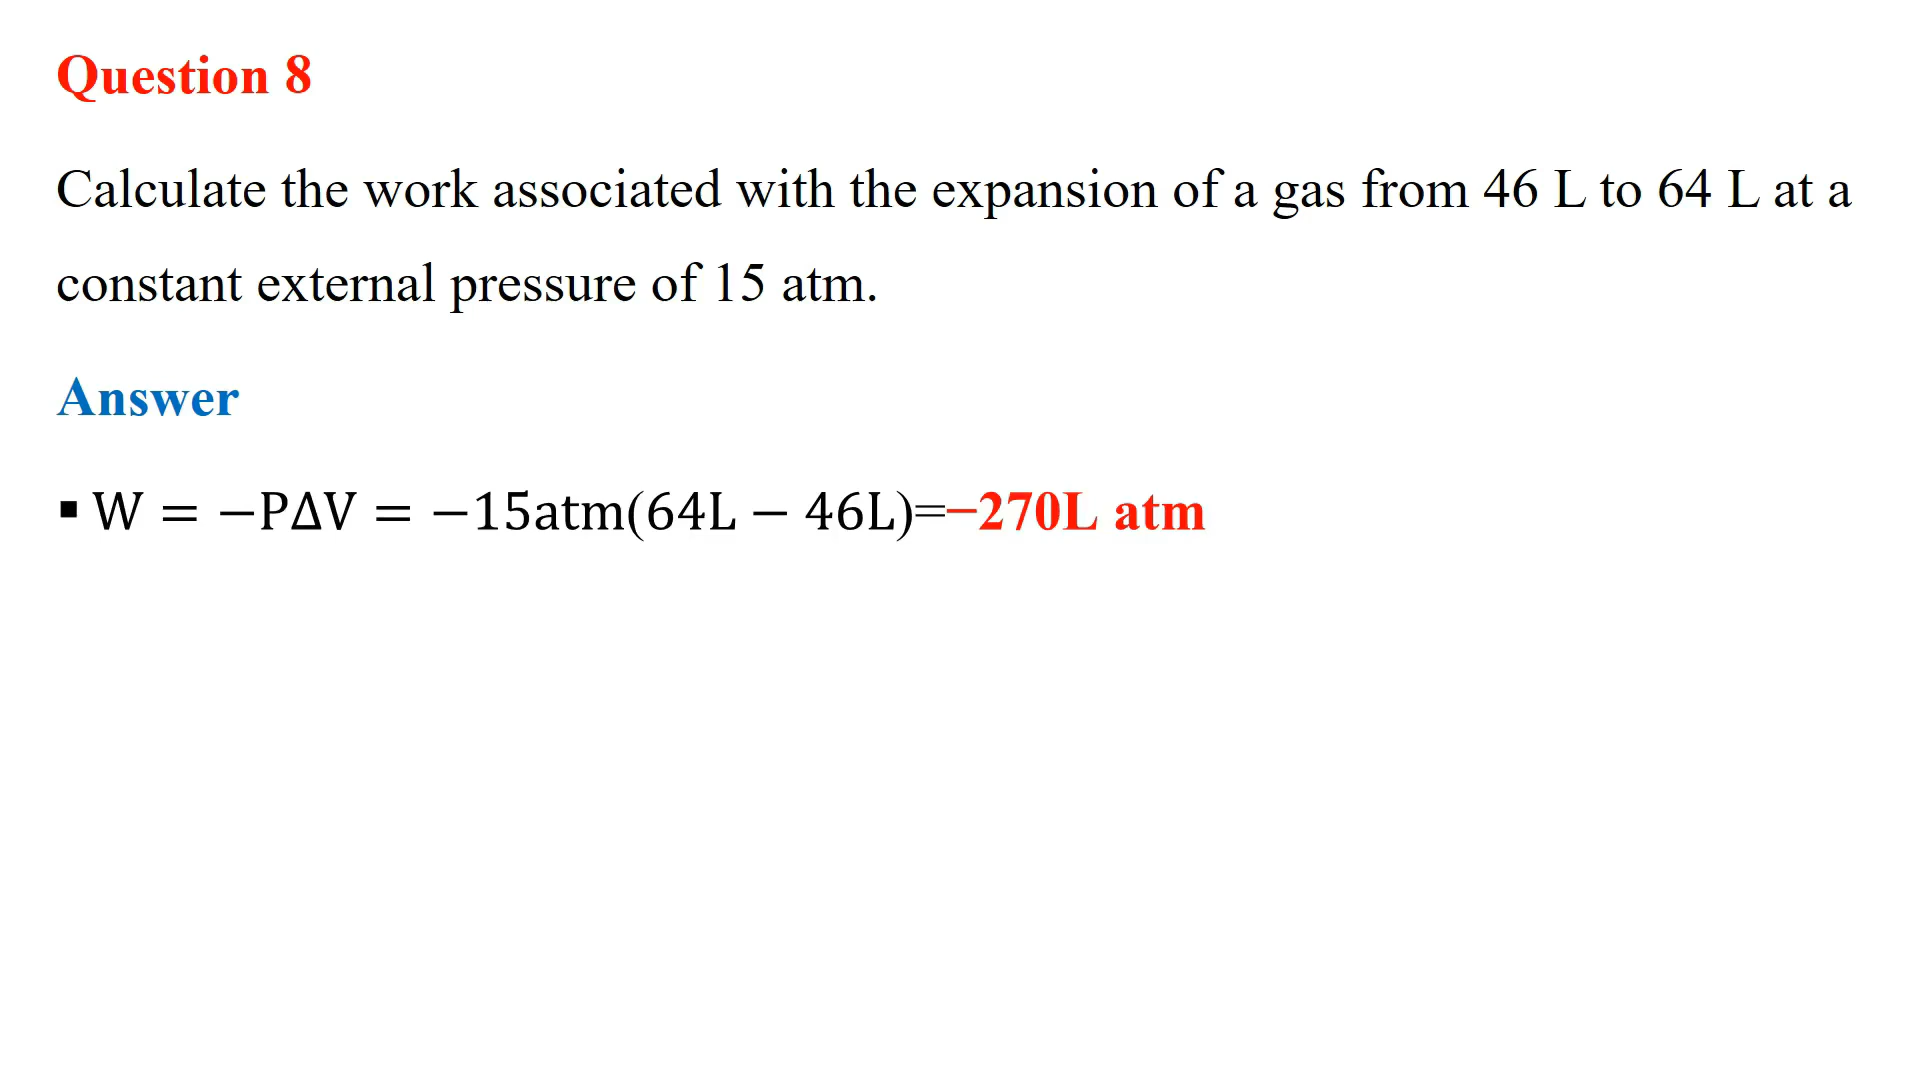 Question 8
Calculate the work associated with the expansion of a gas from 46 L to 64 L at a
constant external pressure of 15 atm.
Answer
▪ W = −PΔV = −15atm(64L − 46L)=−270L atm